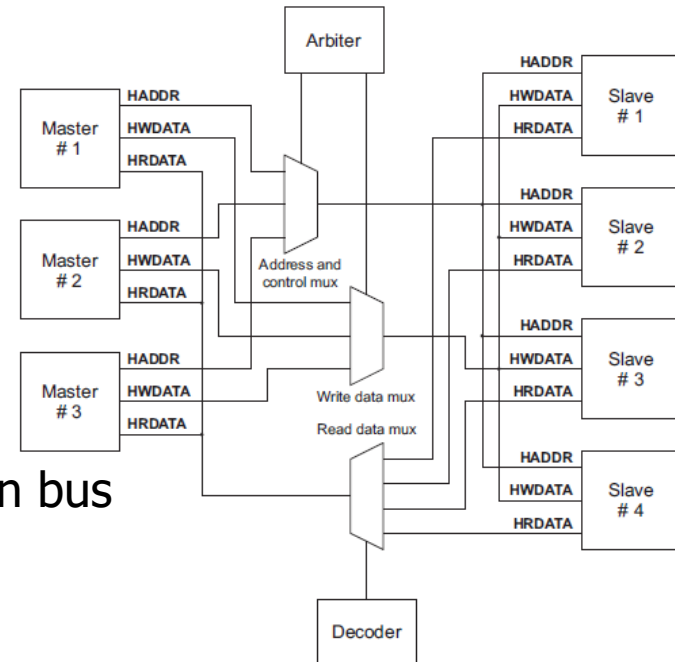 Arbiter
Master
# 1
HADDR
HWDATA
HRDATA
Master
# 2
HADDR
HWDATA
HRDATA
Master
# 3
HADDR
HWDATA
HRDATA
Address and
control mux
Write data mux
Read data mux
HADDR
HWDATA
HRDATA
Slave
# 1
HADDR
HWDATA
HRDATA
Slave
# 2
HADDR
HWDATA
HRDATA
Slave
# 3
HADDR
HWDATA
HRDATA
Slave
# 4
n bus
Decoder